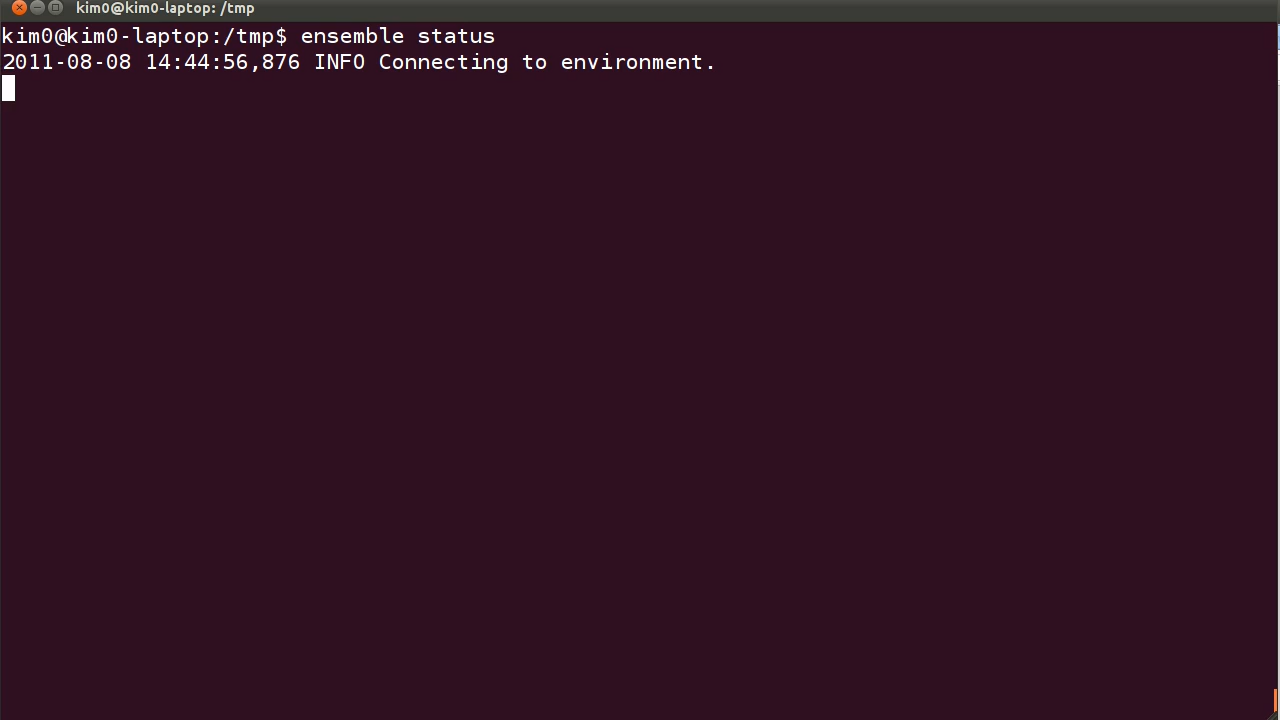 kim0@kim0-laptop: /tmp
kim0@kim0-laptop:/tmp$ ensemble status
2011-08-08 14:44:56,876 INFO Connecting to environment.